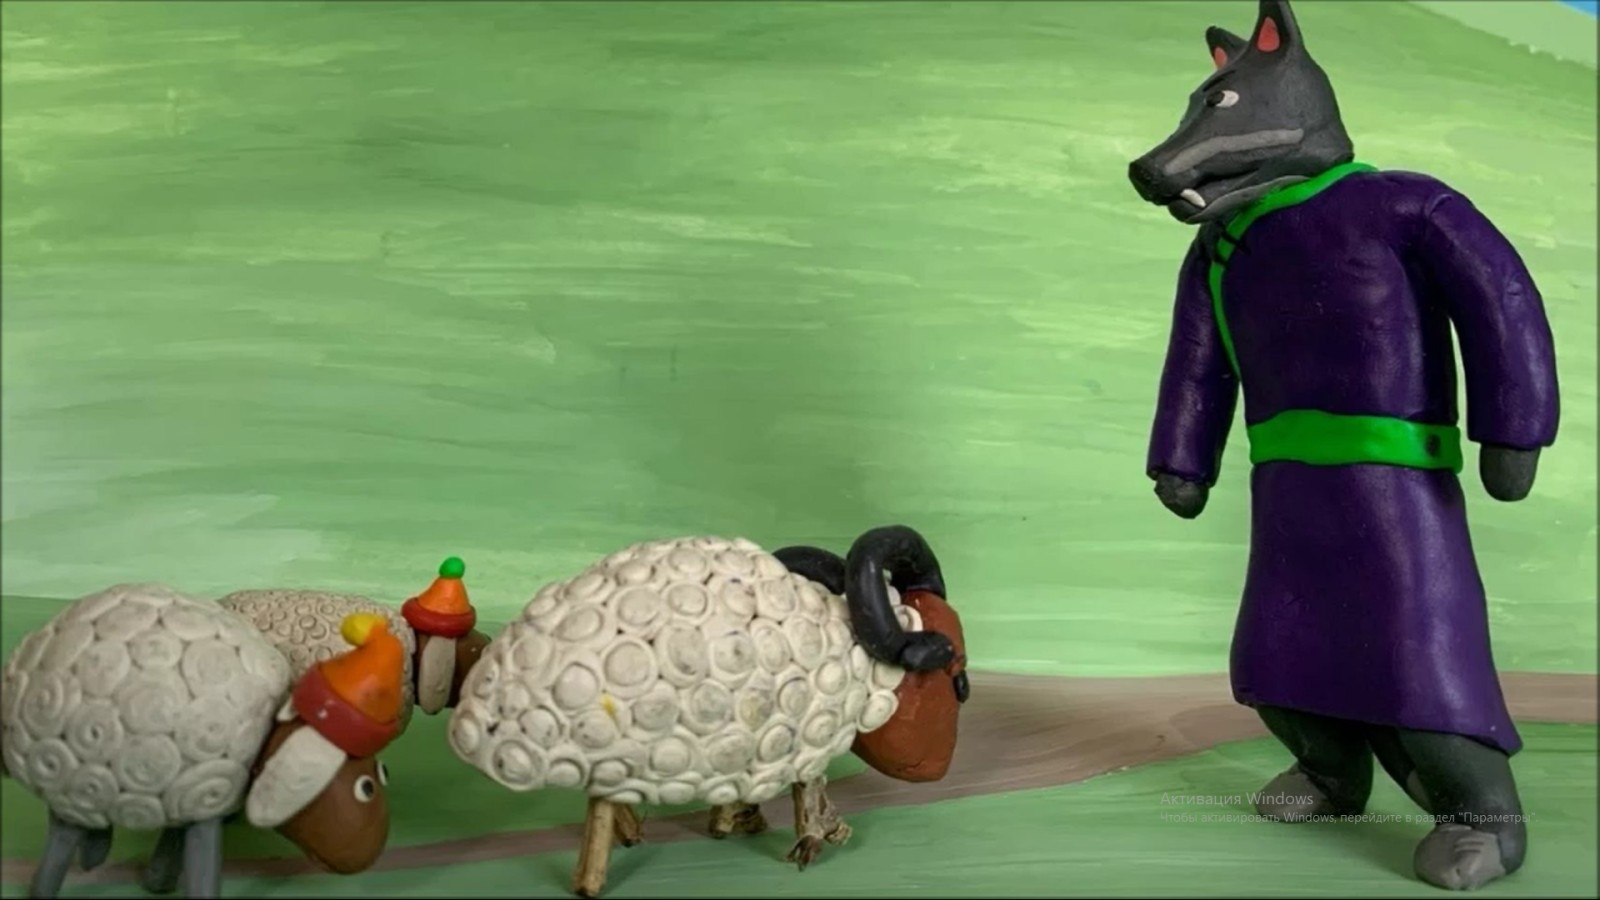 Активация Windows
Чтобы активировать Windows, перейдите в раздел "Параметры".